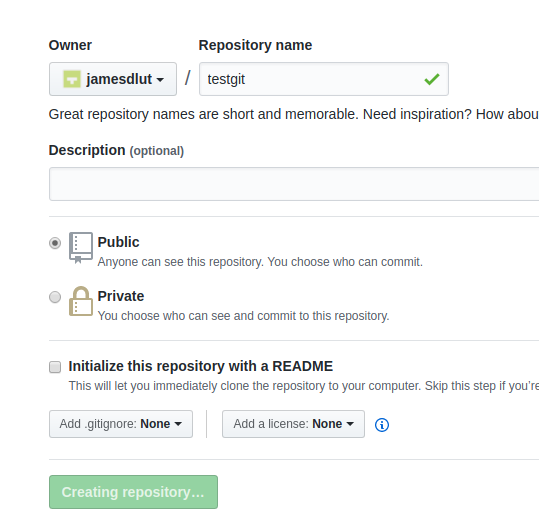 Owner
Repository name
jamesdlut / testgit
Great repository names are short and memorable. Need inspiration? How abou
Description (optional)
Public
Anyone can see this repository. You choose who can commit.
Private
You choose who can see and commit to this repository.
Initialize this repository with a README
This will let you immediately clone the repository to your computer. Skip this step if you're
Add .gitignore: None
Add a license: None
Creating repository…